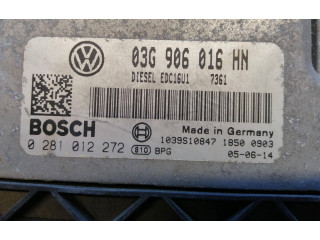 03G 906 016 HN
DIESEL EDC16U1 7361
BOSCH
Made in Germany
0 281 012 272
810
BPG
1039S10847 1850 0903
05-06-14